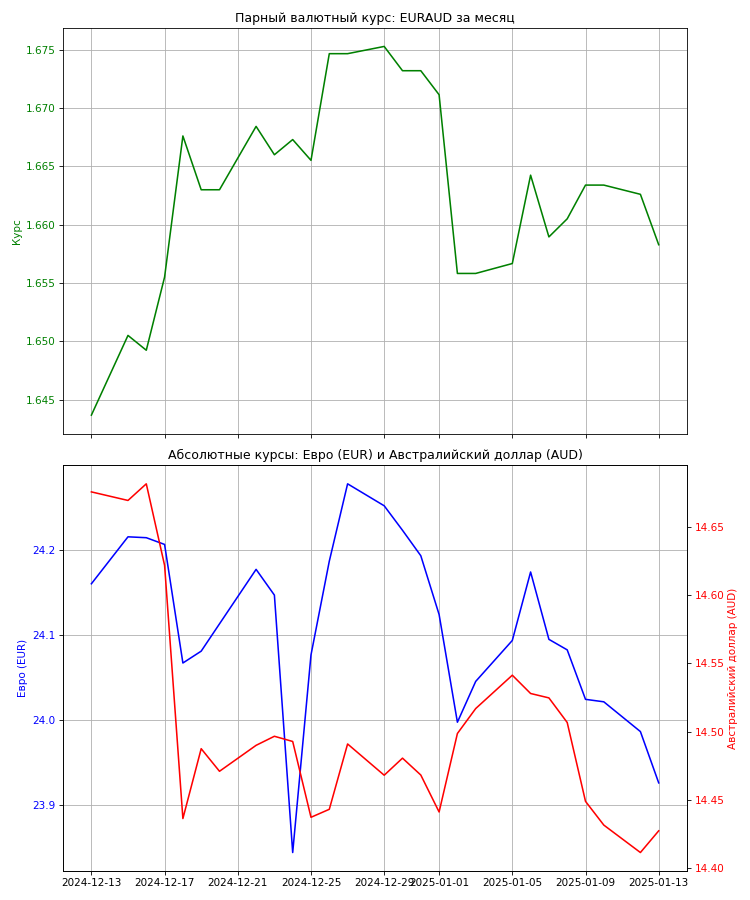 Парный валютный курс: EURAUD за месяц
1.675
1.670
1.665
1.660
1.655
1.650
1.645
Курс
Абсолютные курсы: Евро (EUR) и Австралийский доллар (AUD)
24.2
24.1
24.0
23.9
Евро (EUR)
14.65
14.60
14.55
14.50
14.45
14.40
Австралийский доллар (AUD)
2024-12-13 2024-12-17 2024-12-21 2024-12-25 2024-12-29 2025-01-01 2025-01-05 2025-01-09 2025-01-13